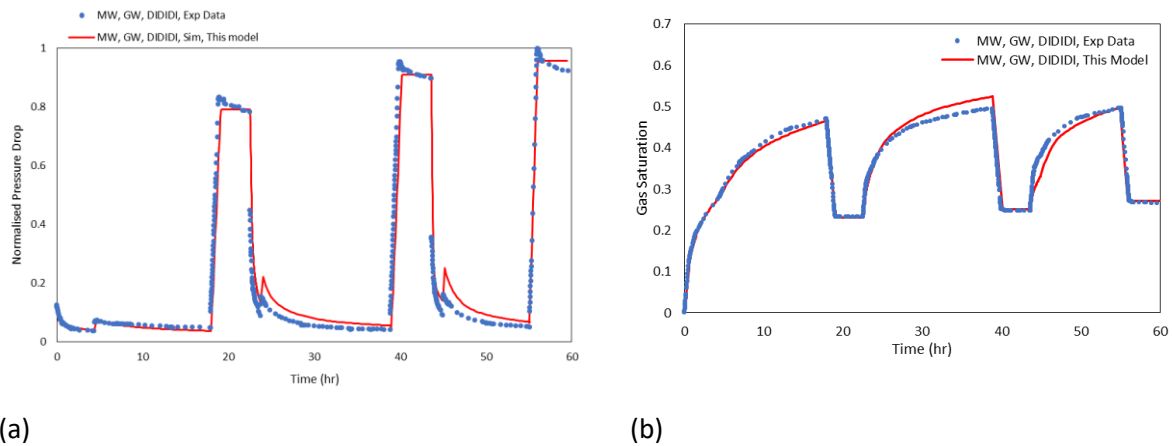 MW, GW, DIDIDI, Exp Data
MW, GW, DIDIDI, Sim, This model
Normalised Pressure Drop
1
0.8
0.6
0.4
0.2
0
0
10
20
30
40
50
60
Time (hr)
(a)
MW, GW, DIDIDI, Exp Data
MW, GW, DIDIDI, This Model
Gas Saturation
0.7
0.6
0.5
0.4
0.3
0.2
0.1
0
0
10
20
30
40
50
60
Time (hr)
(b)